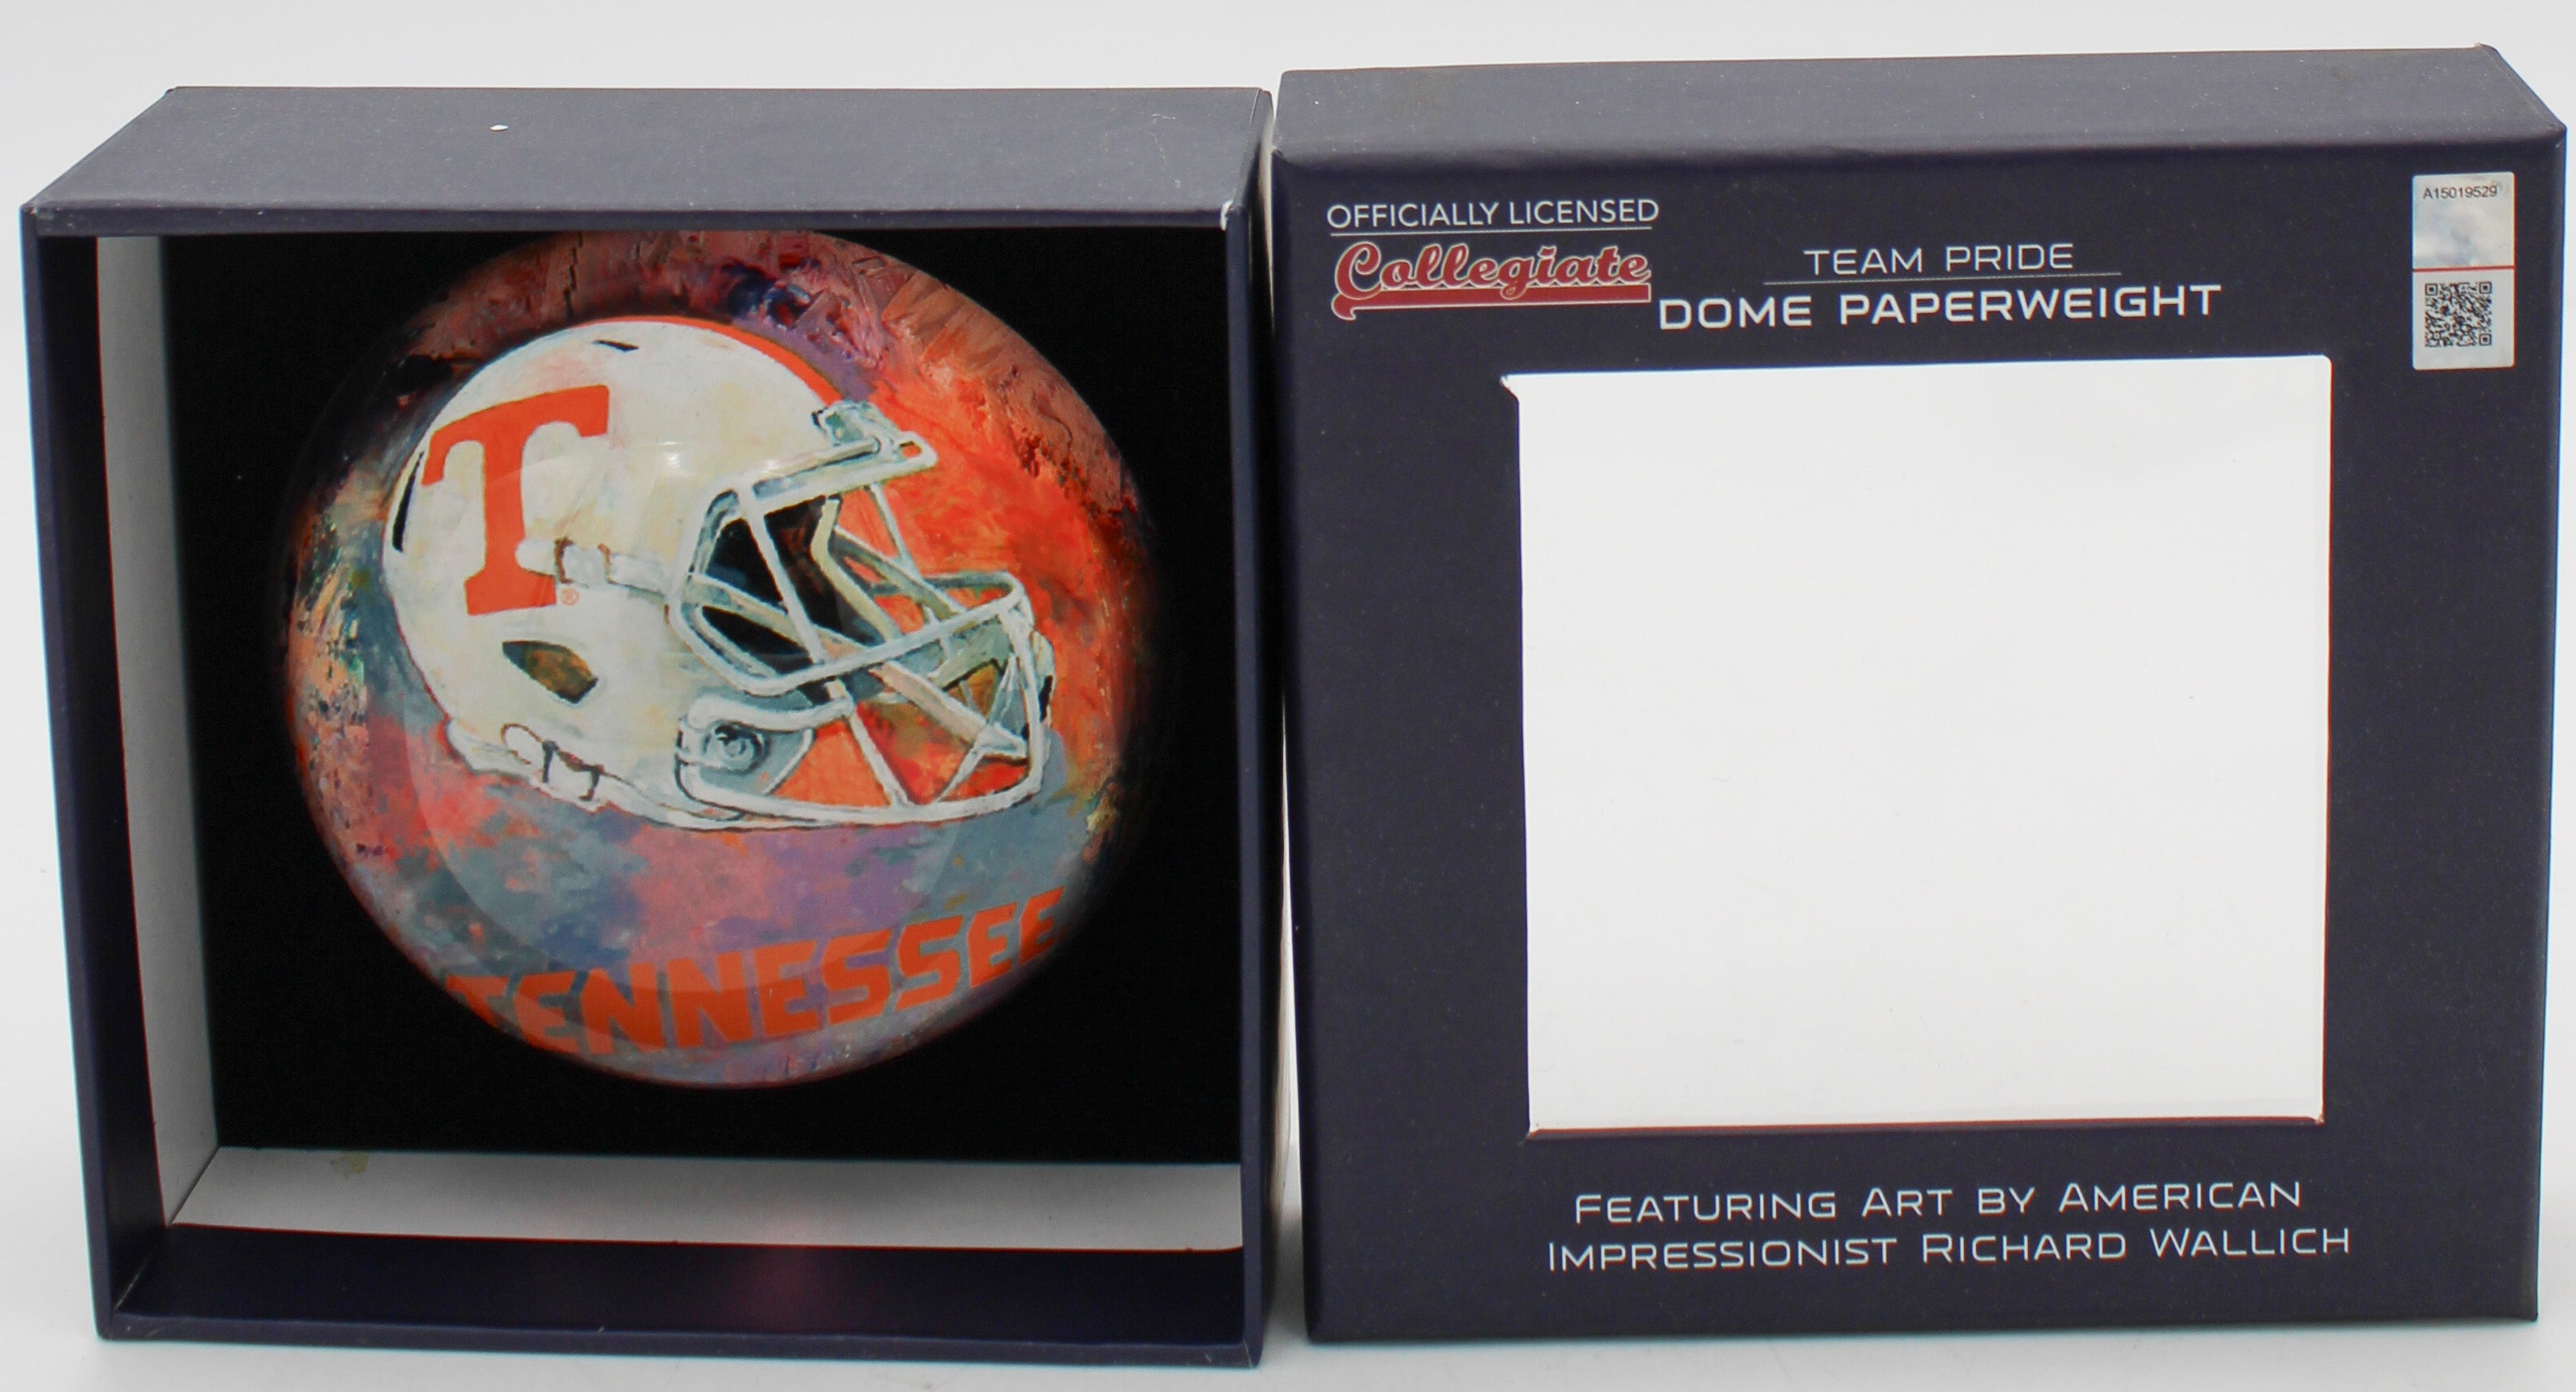 T
®
TENNESSEE
OFFICIALLY LICENSED
Collegiate
TEAM PRIDE
DOME PAPERWEIGHT
A15019529
FEATURING ART BY AMERICAN
IMPRESSIONIST RICHARD WALLICH